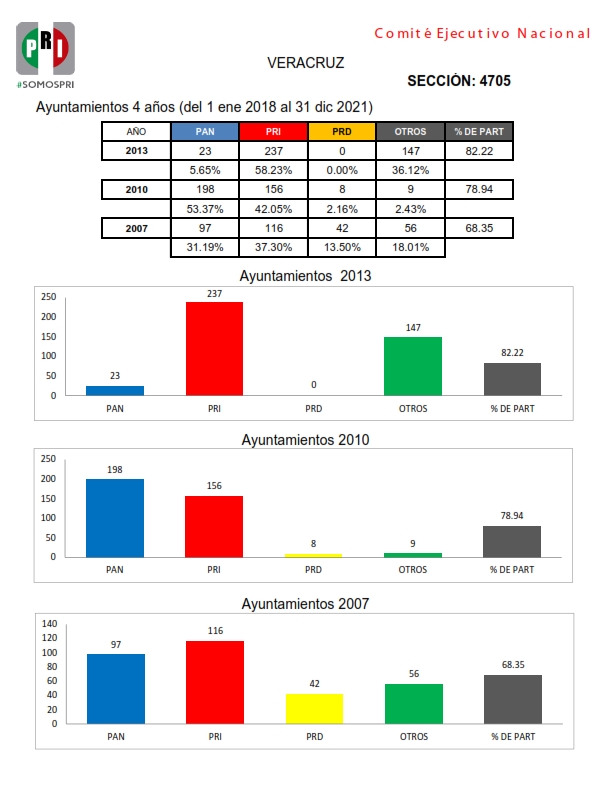 Comité Ejecutivo Nacional
PRI
#SOMOSPRI
VERACRUZ
SECCIÓN: 4705
Ayuntamientos 4 años (del 1 ene 2018 al 31 dic 2021)
AÑO PAN PRI PRD OTROS % DE PART
2013 23 237 0 147 82.22
5.65% 58.23% 0.00% 36.12%
2010 198 156 8 9 78.94
53.37% 42.05% 2.16% 2.43%
2007 97 116 42 56 68.35
31.19% 37.30% 13.50% 18.01%
Ayuntamientos 2013
250
200
150
100
50
0
23 237 0 147 82.22
PAN PRI PRD OTROS % DE PART
Ayuntamientos 2010
250
200
150
100
50
0
198 156 8 9 78.94
PAN PRI PRD OTROS % DE PART
Ayuntamientos 2007
140
120
100
80
60
40
20
0
97 116 42 56 68.35
PAN PRI PRD OTROS % DE PART